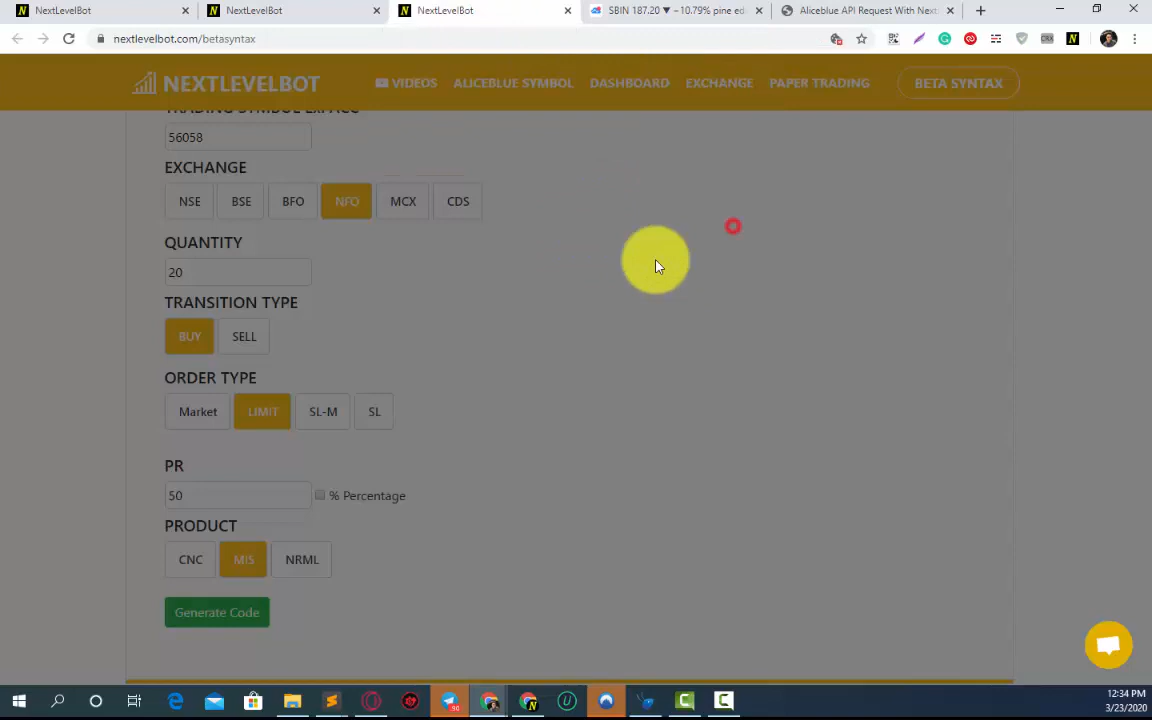 NextLevelBot
NextLevelBot
NextLevelBot
SBIN 187.20 ▼ −10.79% pine ed
Aliceblue API Request With Next
nextlevelbot.com/betasyntax
NEXTLEVELBOT
VIDEOS
ALICEBLUE SYMBOL
DASHBOARD
EXCHANGE
PAPER TRADING
BETA SYNTAX
56058
EXCHANGE
NSE
BSE
BFO
NFO
MCX
CDS
QUANTITY
20
TRANSITION TYPE
BUY
SELL
ORDER TYPE
Market
LIMIT
SL-M
SL
PR
50
% Percentage
PRODUCT
CNC
MIS
NRML
Generate Code
12:34 PM
3/23/2020